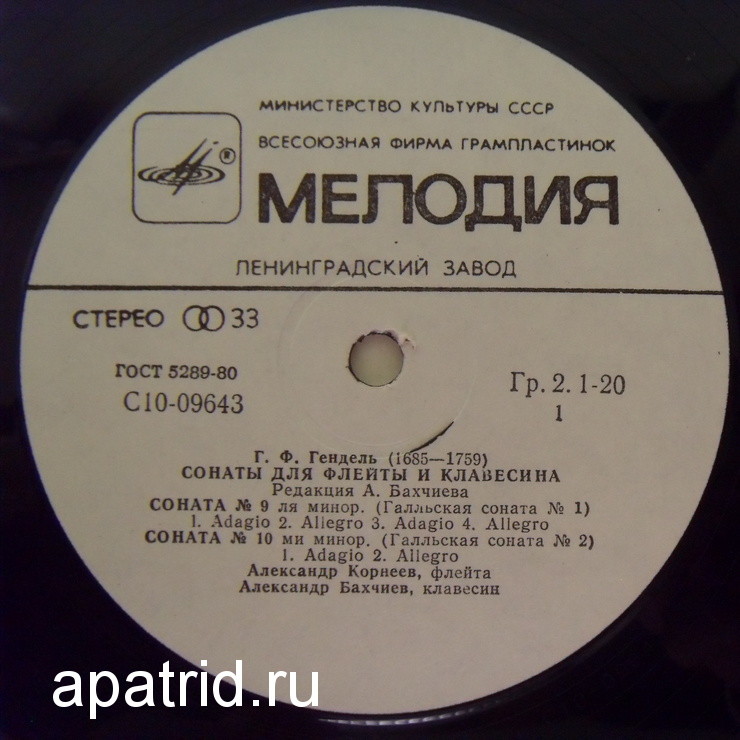 МИНИСТЕРСТВО КУЛЬТУРЫ СССР
ВСЕСОЮЗНАЯ ФИРМА ГРАМПЛАСТИНОК
®
МЕЛОДИЯ
ЛЕНИНГРАДСКИЙ ЗАВОД
СТЕРЕО 33
ГОСТ 5289-80
С10-09643
Гр. 2. 1-20
1
Г. Ф. Гендель (1685—1759)
СОНАТЫ ДЛЯ ФЛЕЙТЫ И КЛАВЕСИНА
Редакция А. Бахчиева
СОНАТА № 9 ля минор. (Галльская соната № 1)
1. Adagio 2. Allegro 3. Adagio 4. Allegro
СОНАТА № 10 ми минор. (Галльская соната № 2)
1. Adagio 2. Allegro
Александр Корнеев, флейта
Александр Бахчиев, клавесин
apatrid.ru